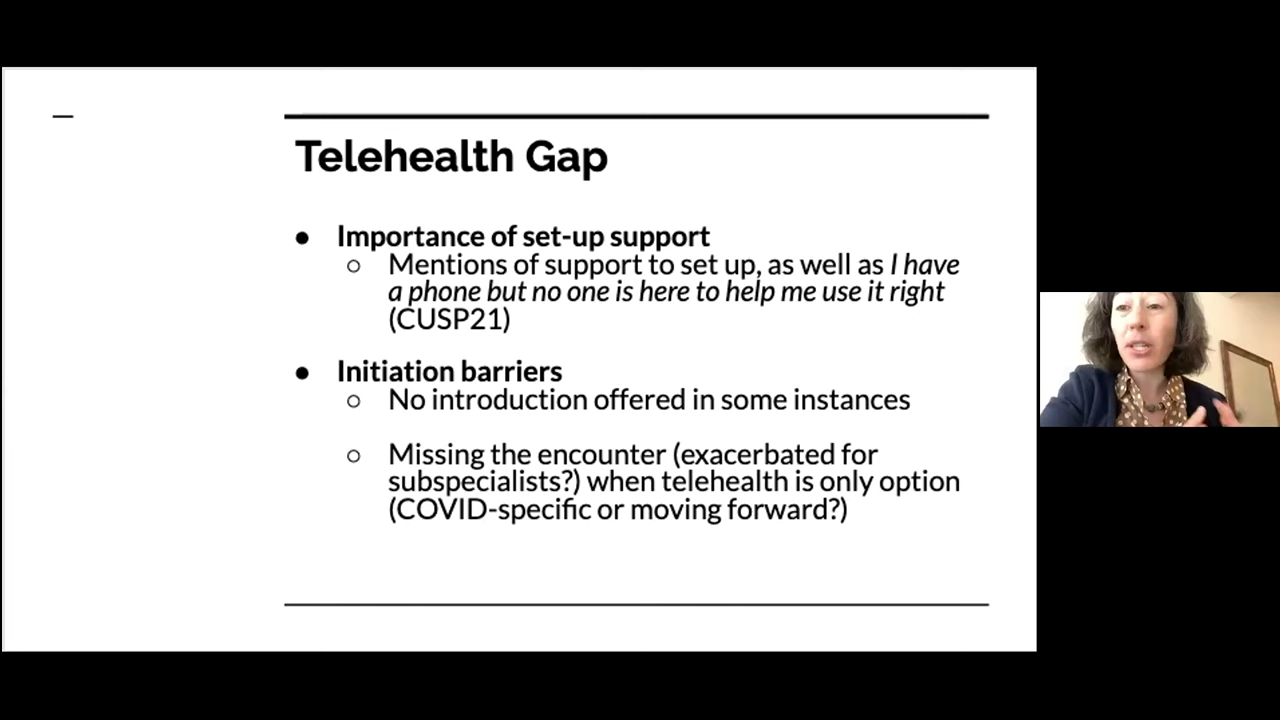 Telehealth Gap
● Importance of set-up support
○ Mentions of support to set up, as well as I have
a phone but no one is here to help me use it right
(CUSP21)
● Initiation barriers
○ No introduction offered in some instances
○ Missing the encounter (exacerbated for
subspecialists?) when telehealth is only option
(COVID-specific or moving forward?)